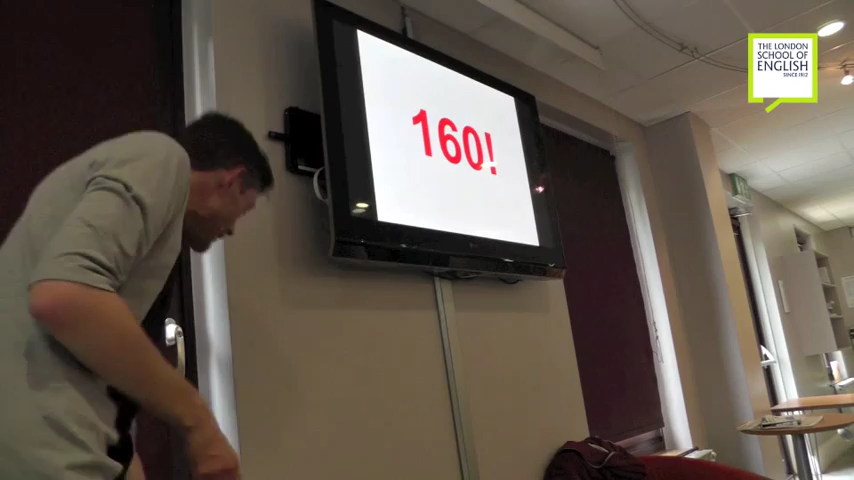 160!
THE LONDON
SCHOOL OF
ENGLISH
SINCE 1912